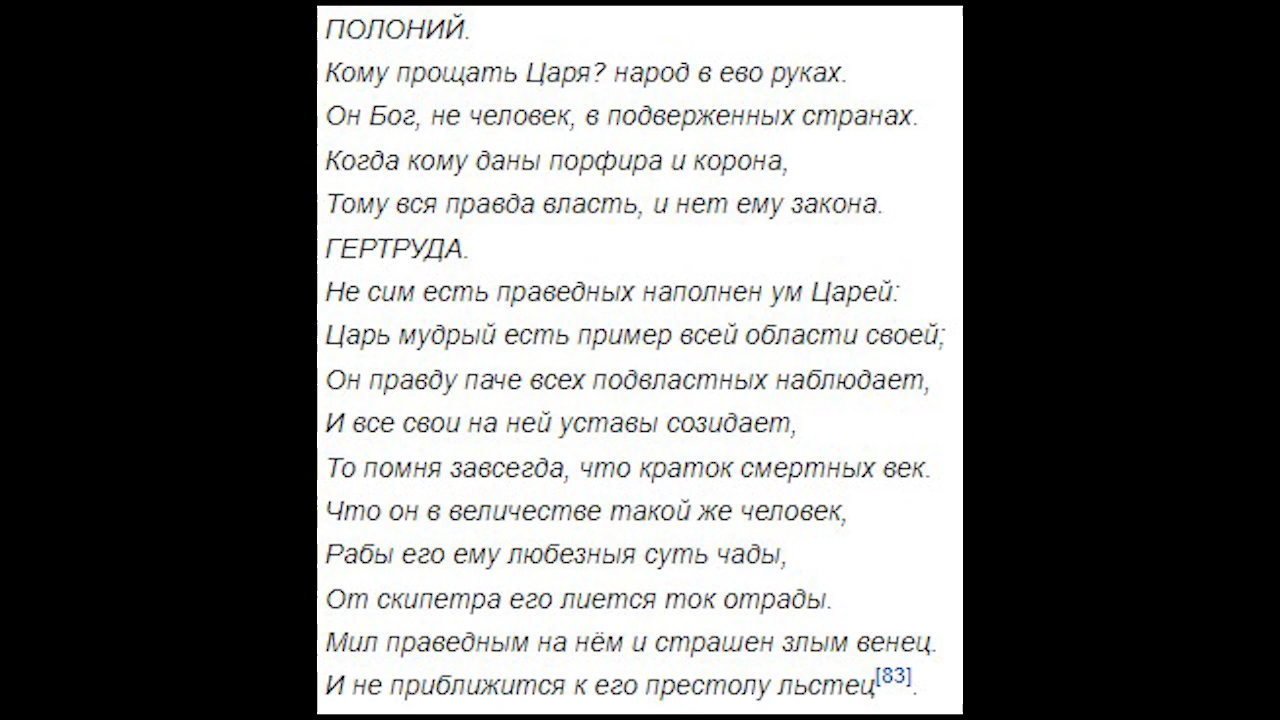 ПОЛОНИЙ.
Кому прощать Царя? народ в ево руках.
Он Бог, не человек, в подверженных странах.
Когда кому даны порфира и корона,
Тому вся правда власть, и нет ему закона.
ГЕРТРУДА.
Не сим есть праведных наполнен ум Царей:
Царь мудрый есть пример всей области своей;
Он правду паче всех подвластных наблюдает,
И все свои на ней уставы созидает,
То помня завсегда, что краток смертных век.
Что он в величестве такой же человек,
Рабы его ему любезныя суть чады,
От скипетра его лиется ток отрады.
Мил праведным на нём и страшен злым венец.
И не приближится к его престолу льстец[83].